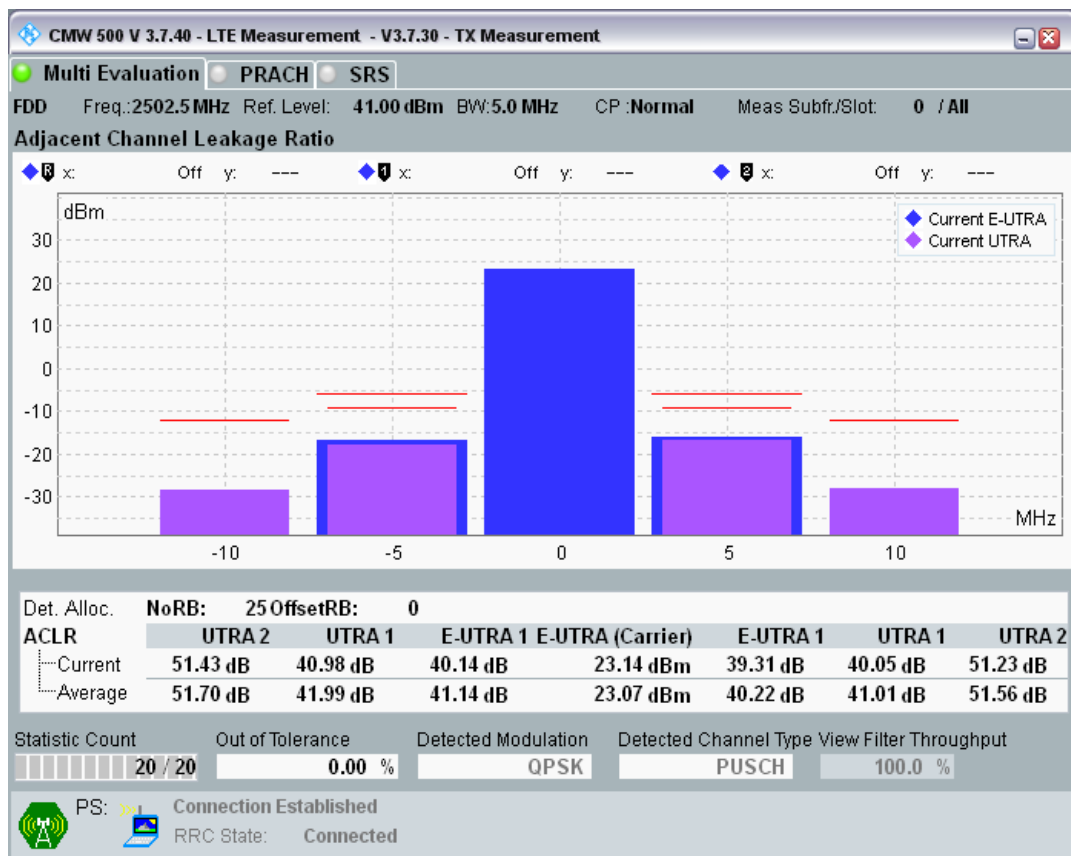 CMW 500 V 3.7.40 - LTE Measurement - V3.7.30 - TX Measurement
Multi Evaluation PRACH SRS
FDD Freq.:2502.5 MHz Ref. Level: 41.00 dBm BW:5.0 MHz CP :Normal Meas Subfr./Slot: 0 / All
Adjacent Channel Leakage Ratio
R x: Off y: --- 1 x: Off y: --- 2 x: Off y: ---
dBm
Current E-UTRA
Current UTRA
30
20
10
0
-10
-20
-30
MHz
-10 -5 0 5 10
Det. Alloc. NoRB: 25 OffsetRB: 0
ACLR UTRA 2 UTRA 1 E-UTRA 1 E-UTRA (Carrier) E-UTRA 1 UTRA 1 UTRA 2
Current 51.43 dB 40.98 dB 40.14 dB 23.14 dBm 39.31 dB 40.05 dB 51.23 dB
Average 51.70 dB 41.99 dB 41.14 dB 23.07 dBm 40.22 dB 41.01 dB 51.56 dB
Statistic Count Out of Tolerance Detected Modulation Detected Channel Type View Filter Throughput
20 / 20 0.00 % QPSK PUSCH 100.0 %
PS: Connection Established
RRC State: Connected